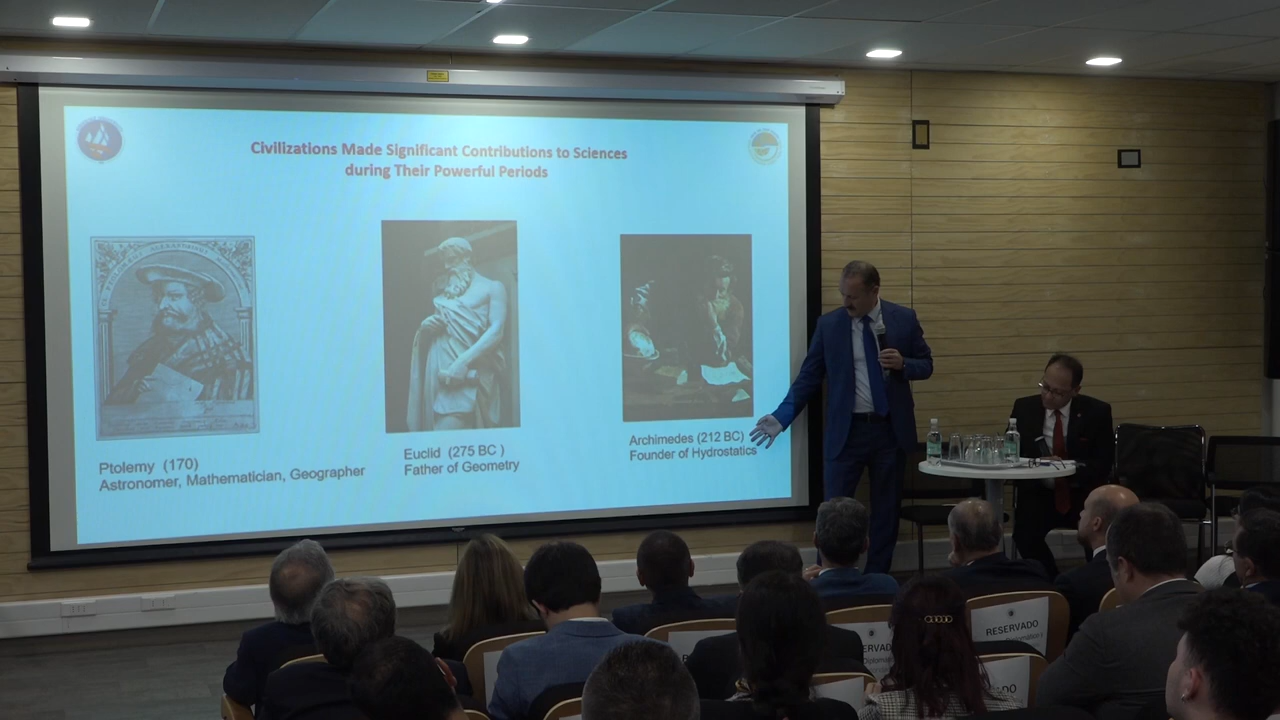 Civilizations Made Significant Contributions to Sciences
during Their Powerful Periods
Ptolemy (170)
Astronomer, Mathematician, Geographer
Euclid (275 BC )
Father of Geometry
Archimedes (212 BC)
Founder of Hydrostatics
RESERVADO